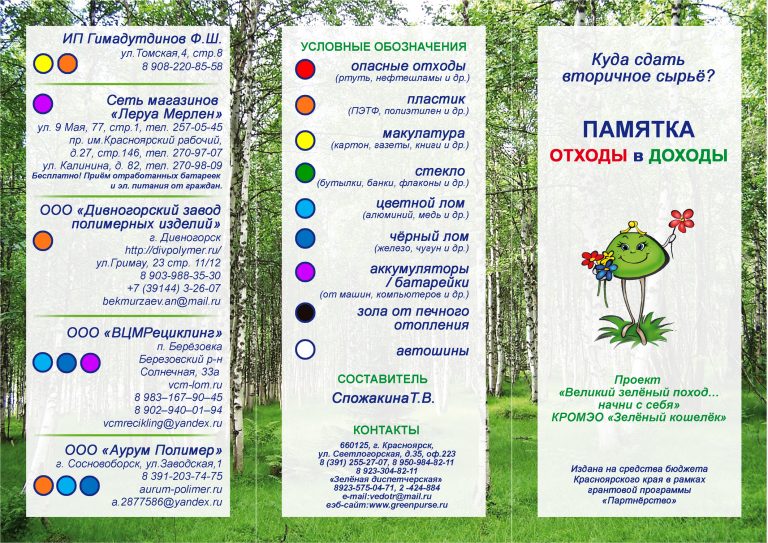 ИП Гимадутдинов Ф.Ш.
ул.Томская,4, стр.8
8 908-220-85-58
Сеть магазинов
«Леруа Мерлен»
ул. 9 Мая, 77, стр.1, тел. 257-05-45
пр. им.Красноярский рабочий,
д.27, стр.146, тел. 270-97-07
ул. Калинина, д. 82, тел. 270-98-09
Бесплатно! Приём отработанных батареек
и эл. питания от граждан.
ООО «Дивногорский завод
полимерных изделий»
г. Дивногорск
http://divpolymer.ru/
ул.Гримау, 23 стр. 11/12
8 903-988-35-30
+7 (39144) 3-26-07
bekmurzaev.an@mail.ru
ООО «ВЦМРециклинг»
п. Берёзовка
Березовский р-н
Солнечная, 33а
vcm-lom.ru
8 983–167–90–45
8 902–940–01–94
vcmrecikling@yandex.ru
ООО «Аурум Полимер»
г. Сосновоборск, ул.Заводская,1
8 391-203-74-75
aurum-polimer.ru
a.2877586@yandex.ru
УСЛОВНЫЕ ОБОЗНАЧЕНИЯ
опасные отходы
(ртуть, нефтешламы и др.)
пластик
(ПЭТФ, полиэтилен и др.)
макулатура
(картон, газеты, книги и др.)
стекло
(бутылки, банки, флаконы и др.)
цветной лом
(алюминий, медь и др.)
чёрный лом
(железо, чугун и др.)
аккумуляторы
/ батарейки
(от машин, компьютеров и др.)
зола от печного
отопления
автошины
СОСТАВИТЕЛЬ
СпожакинаТ.В.
КОНТАКТЫ
660125, г. Красноярск,
ул. Светлогорская, д.35, оф.223
8 (391) 255-27-07, 8 950-984-82-11
8 923-304-82-11
«Зелёная диспетчерская»
8923-575-04-71, 2 -424-884
e-mail:vedotr@mail.ru
вэб-сайт:www.greenpurse.ru
Куда сдать
вторичное сырьё?
ПАМЯТКА
ОТХОДЫ в ДОХОДЫ
Проект
«Великий зелёный поход...
начни с себя»
КРОМЭО «Зелёный кошелёк»
Издана на средства бюджета
Красноярского края в рамках
грантовой программы
«Партнёрство»